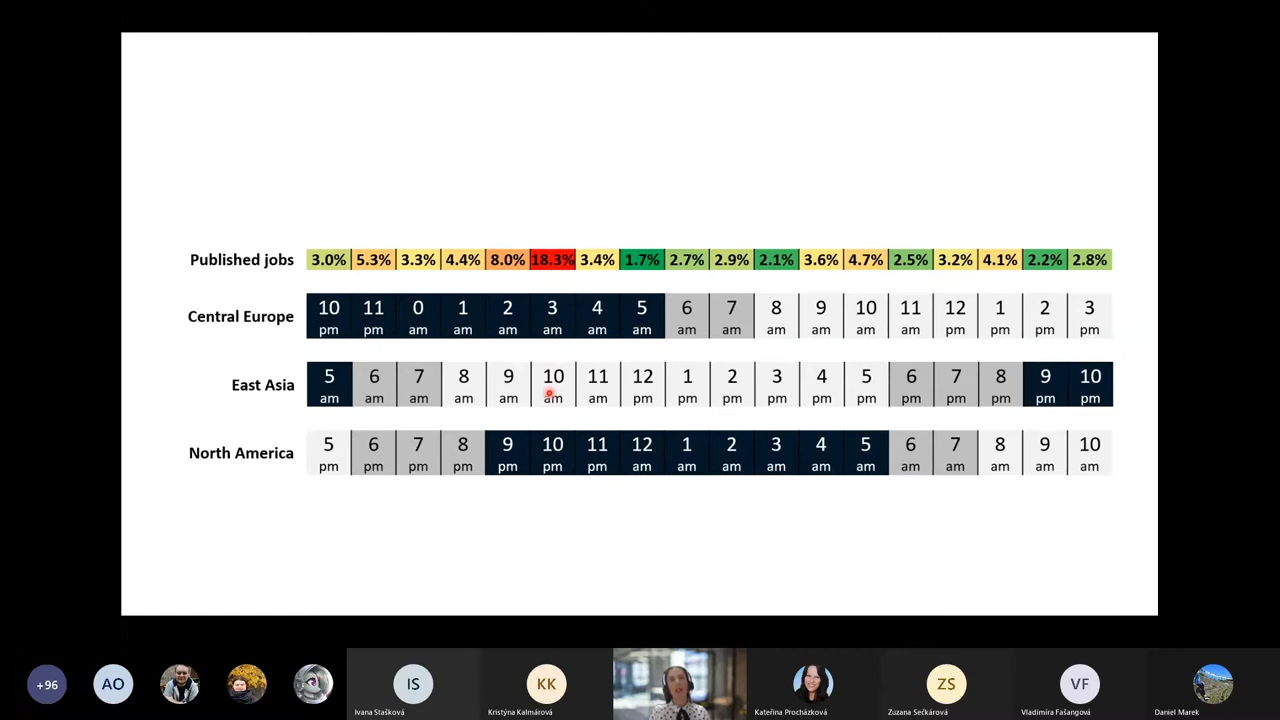 Published jobs 3.0% 5.3% 3.3% 4.4% 8.0% 18.3% 3.4% 1.7% 2.7% 2.9% 2.1% 3.6% 4.7% 2.5% 3.2% 4.1% 2.2% 2.8%
10 11 0 1 2 3 4 5 6 7 8 9 10 11 12 1 2 3
Central Europe
pm pm am am am am am am am am am am am am pm pm pm pm
5 6 7 8 9 10 11 12 1 2 3 4 5 6 7 8 9 10
East Asia
am am am am am am am pm pm pm pm pm pm pm pm pm pm pm
5 6 7 8 9 10 11 12 1 2 3 4 5 6 7 8 9 10
North America
pm pm pm pm pm pm pm am am am am am am am am am am am
+96 AO IS KK ZS VF
Ivana Stašková Kristýna Kalmárová Kateřina Procházková Zuzana Sečkárová Vladimíra Fašangová Daniel Marek